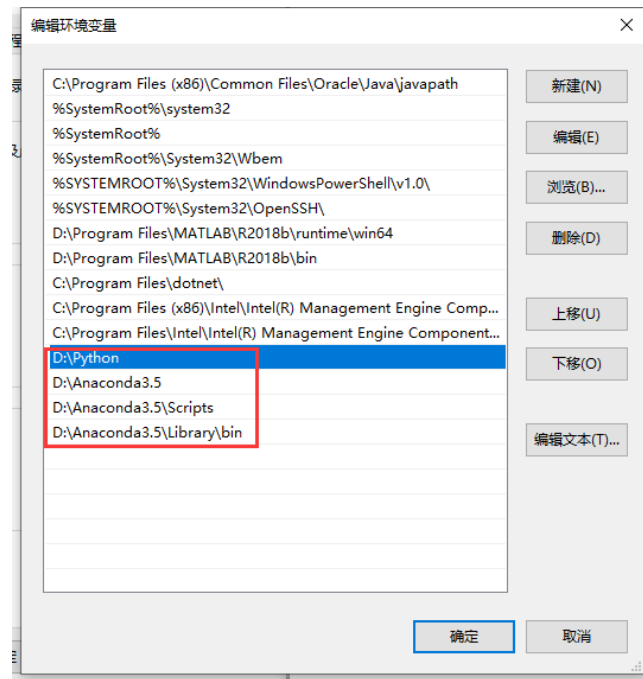 编辑环境变量
C:\Program Files (x86)\Common Files\Oracle\Java\javapath
%SystemRoot%\system32
%SystemRoot%
%SystemRoot%\System32\Wbem
%SYSTEMROOT%\System32\WindowsPowerShell\v1.0\
%SYSTEMROOT%\System32\OpenSSH\
D:\Program Files\MATLAB\R2018b\runtime\win64
D:\Program Files\MATLAB\R2018b\bin
C:\Program Files\dotnet\
C:\Program Files (x86)\Intel\Intel(R) Management Engine Comp...
C:\Program Files\Intel\Intel(R) Management Engine Component...
D:\Python
D:\Anaconda3.5
D:\Anaconda3.5\Scripts
D:\Anaconda3.5\Library\bin
新建(N)
编辑(E)
浏览(B)...
删除(D)
上移(U)
下移(O)
编辑文本(T)...
确定
取消